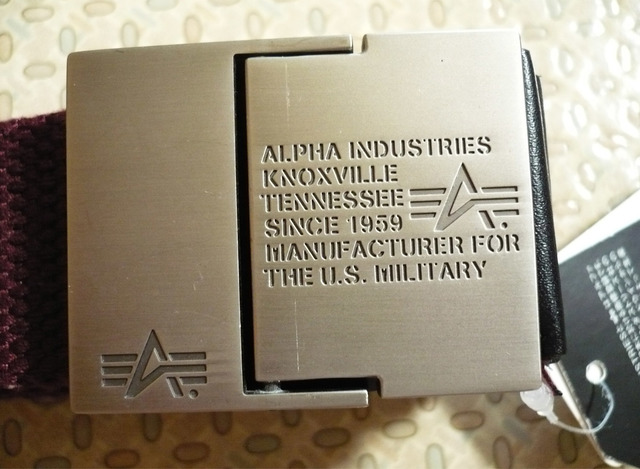 ALPHA INDUSTRIES
KNOXVILLE
TENNESSEE
SINCE 1959
MANUFACTURER FOR
THE U.S. MILITARY